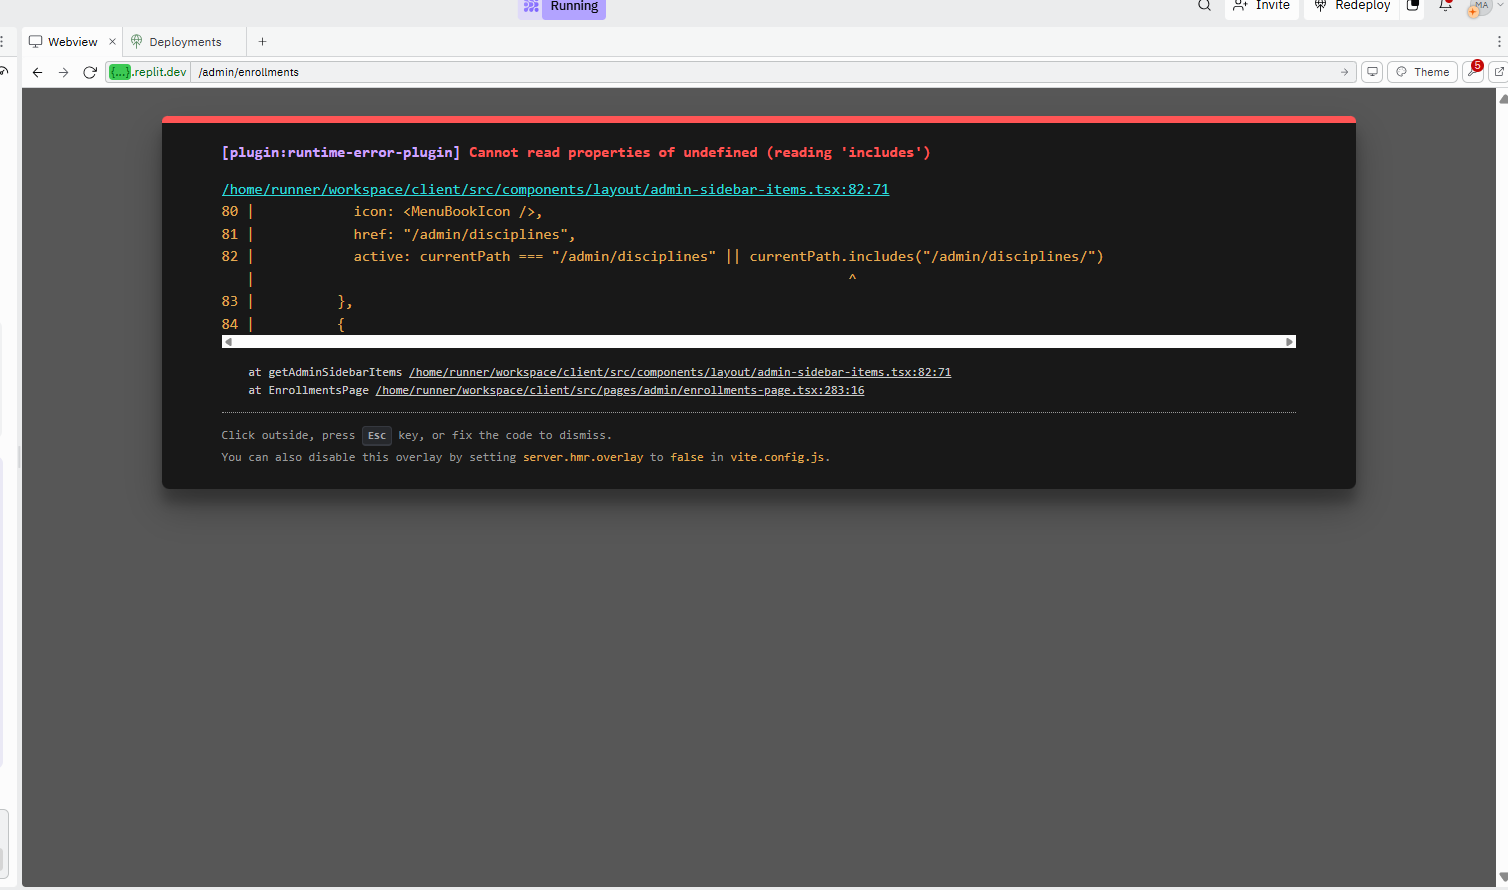 Running
Invite
Redeploy
MA
Webview
Deployments
{...}.replit.dev /admin/enrollments
Theme
5
[plugin:runtime-error-plugin] Cannot read properties of undefined (reading 'includes')
/home/runner/workspace/client/src/components/layout/admin-sidebar-items.tsx:82:71
80 | icon: <MenuBookIcon />,
81 | href: "/admin/disciplines",
82 | active: currentPath === "/admin/disciplines" || currentPath.includes("/admin/disciplines/")
| ^
83 | },
84 | {
at getAdminSidebarItems /home/runner/workspace/client/src/components/layout/admin-sidebar-items.tsx:82:71
at EnrollmentsPage /home/runner/workspace/client/src/pages/admin/enrollments-page.tsx:283:16
Click outside, press Esc key, or fix the code to dismiss.
You can also disable this overlay by setting server.hmr.overlay to false in vite.config.js.